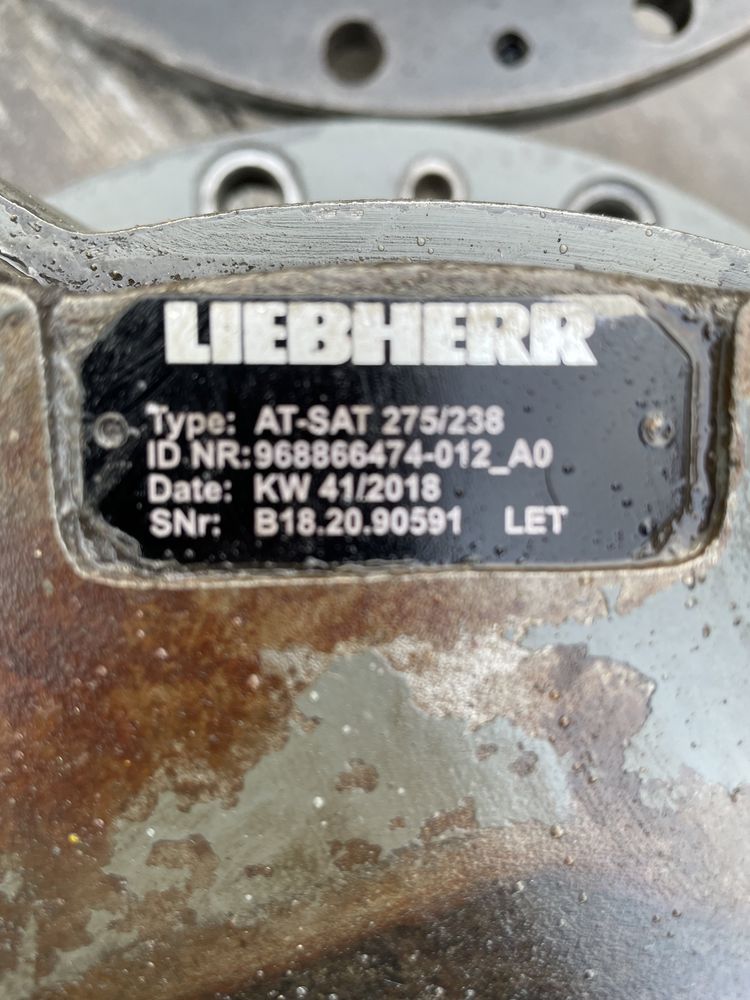 LIEBHERR
Type: AT-SAT 275/238
ID NR:968866474-012_A0
Date: KW 41/2018
SNr: B18.20.90591 LET